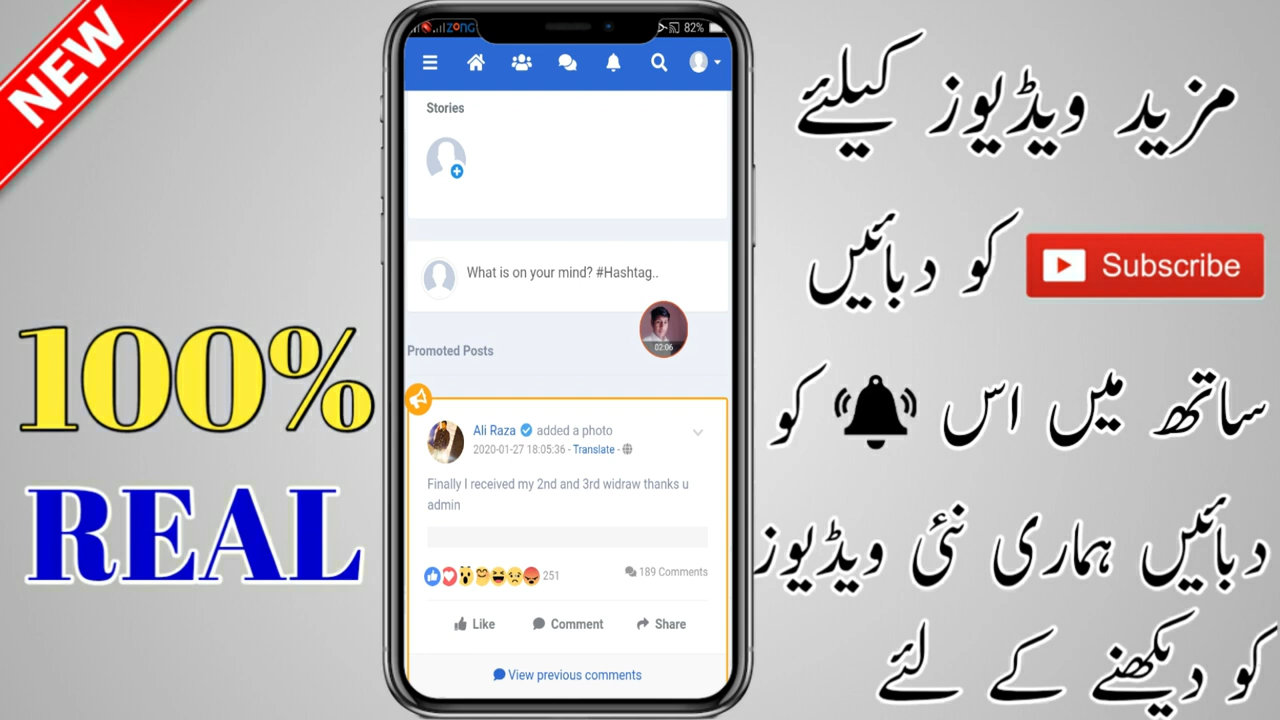 NEW
100%
REAL
ZONG
82%
Stories
What is on your mind? #Hashtag..
02:06
Promoted Posts
Ali Raza added a photo
2020-01-27 18:05:36 - Translate -
Finally I received my 2nd and 3rd widraw thanks u
admin
251
189 Comments
Like Comment Share
View previous comments
مزید ویڈیوز کیلئے
Subscribe کو دبائیں
ساتھ میں اس کو
دبائیں ہماری نئی ویڈیوز
کو دیکھنے کے لئے